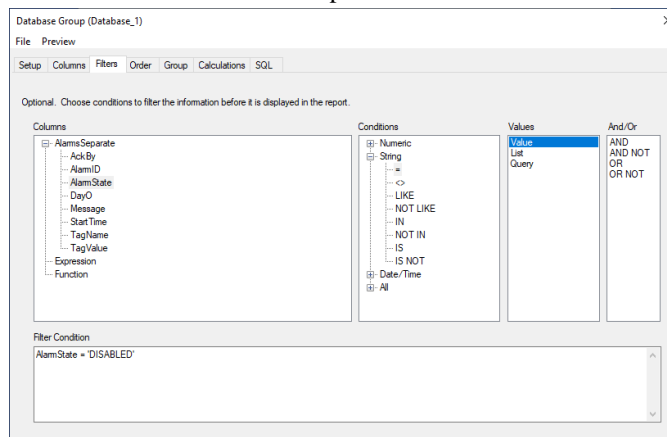 Database Group (Database_1)
File Preview
Setup Columns Filters Order Group Calculations SQL
Optional. Choose conditions to filter the information before it is displayed in the report.
Columns
AlarmsSeparate
AckBy
AlarmID
AlarmState
DayO
Message
StartTime
TagName
TagValue
Expression
Function
Conditions
Numeric
String
=
<>
LIKE
NOT LIKE
IN
NOT IN
IS
IS NOT
Date/Time
All
Values
Value
List
Query
And/Or
AND
AND NOT
OR
OR NOT
Filter Condition
AlarmState = 'DISABLED'